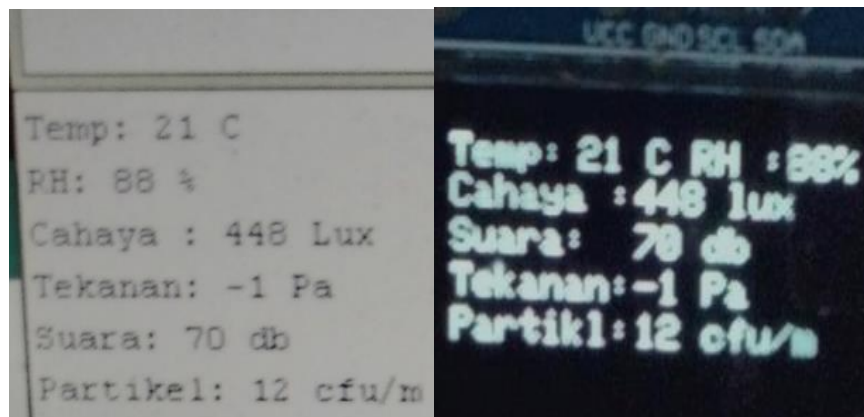 Temp: 21 C
RH: 88 %
Cahaya : 448 Lux
Tekanan: -1 Pa
Suara: 70 db
Partikel: 12 cfu/m
VCC GND SCL SDA
Temp: 21 C RH :88%
Cahaya :448 lux
Suara: 70 db
Tekanan:-1 Pa
Partikl:12 cfu/m